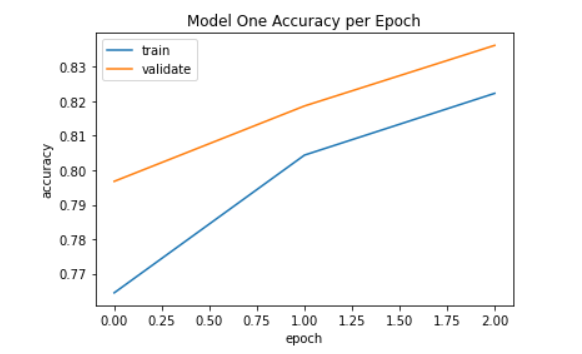 Model One Accuracy per Epoch
train
validate
accuracy
0.83
0.82
0.81
0.80
0.79
0.78
0.77
0.00 0.25 0.50 0.75 1.00 1.25 1.50 1.75 2.00
epoch